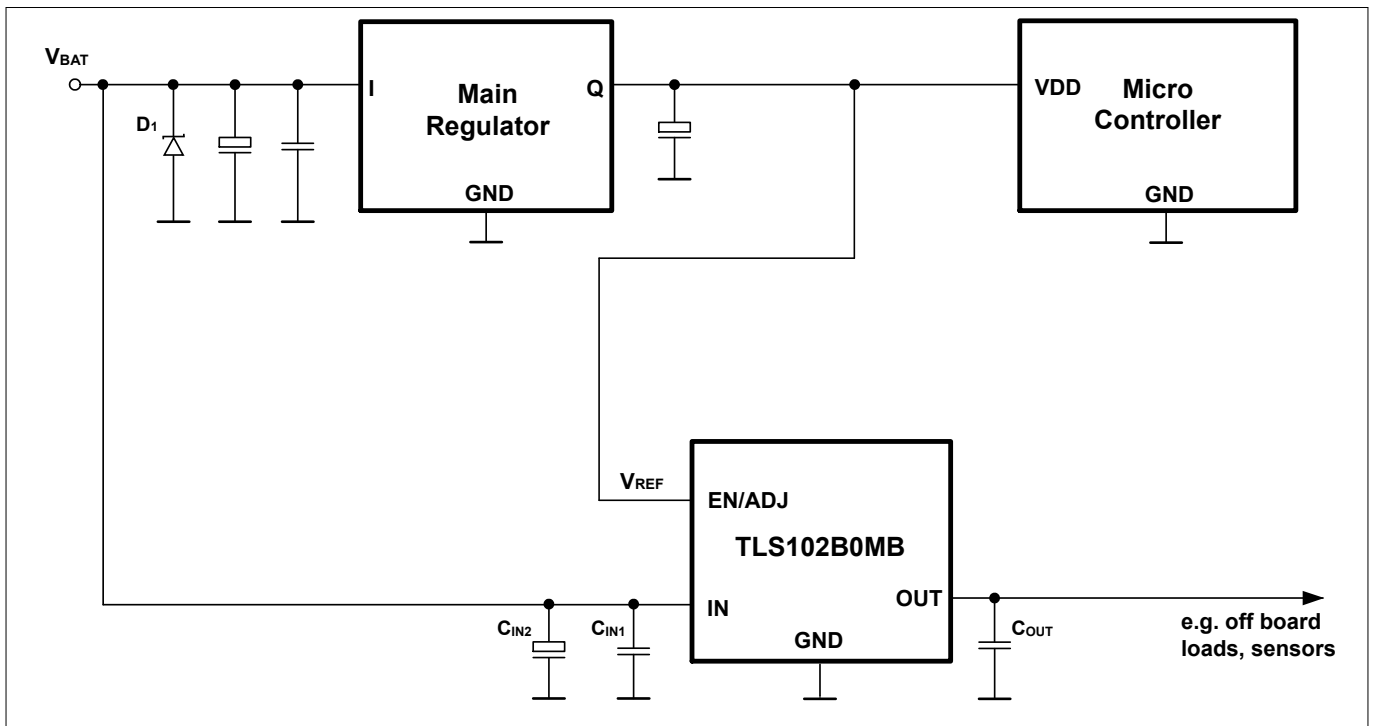 VBAT
D1
I
Main
Regulator
Q
GND
VDD
Micro
Controller
GND
VREF
EN/ADJ
TLS102B0MB
IN
OUT
GND
CIN2
CIN1
COUT
e.g. off board
loads, sensors